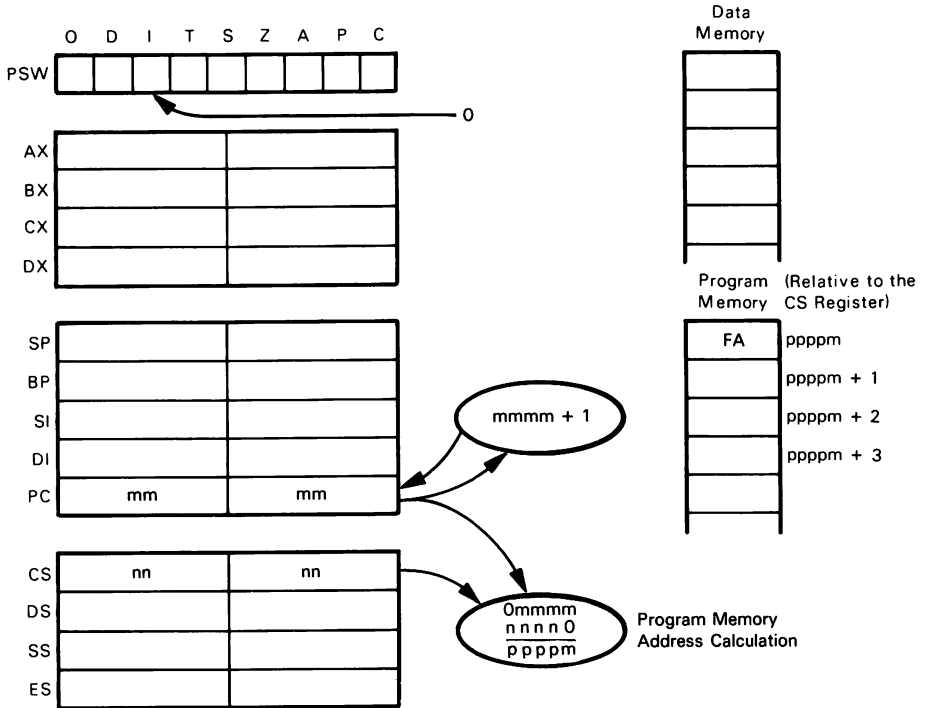 O D I T S Z A P C
PSW
0
AX
BX
CX
DX
SP
BP
SI
DI
PC mm mm
mmmm + 1
CS nn nn
DS
SS
ES
0mmmm
nnnn0
ppppm
Program Memory
Address Calculation
Data
Memory
Program (Relative to the
Memory CS Register)
FA ppppm
ppppm + 1
ppppm + 2
ppppm + 3